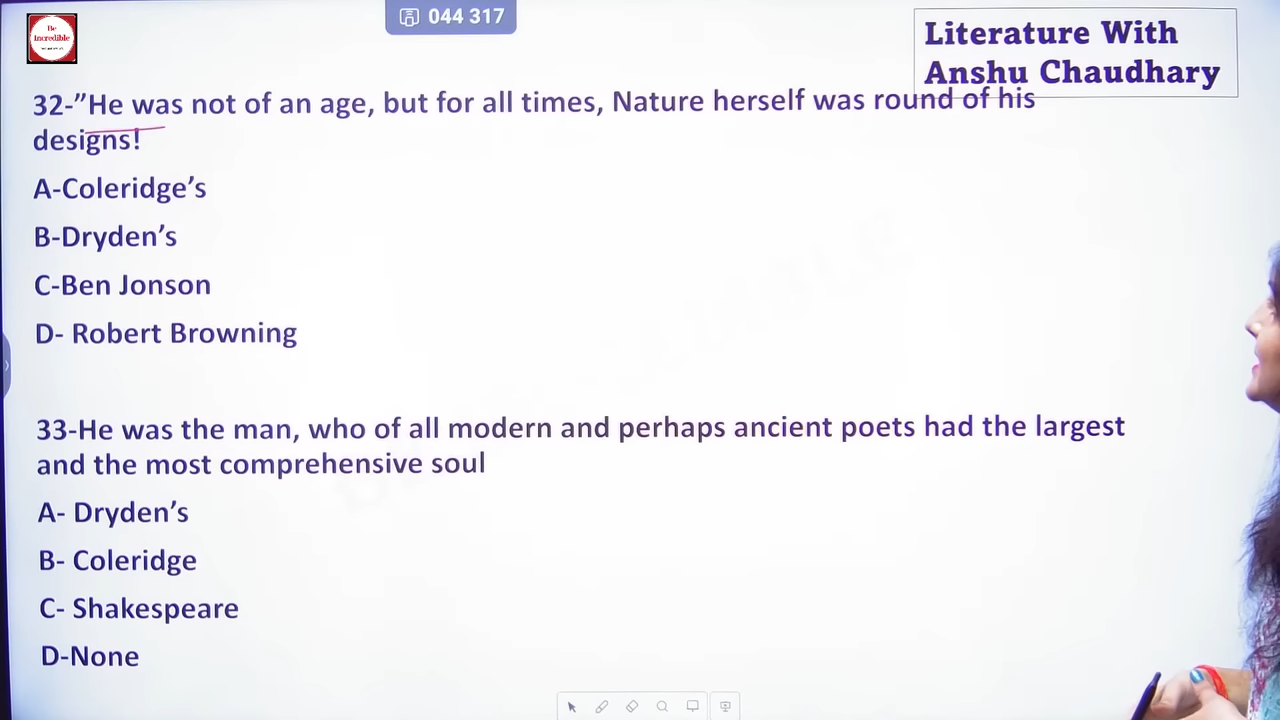 Be
Incredible
044 317
Literature With
Anshu Chaudhary
32-”He was not of an age, but for all times, Nature herself was round of his
designs!
A-Coleridge’s
B-Dryden’s
C-Ben Jonson
D- Robert Browning
33-He was the man, who of all modern and perhaps ancient poets had the largest
and the most comprehensive soul
A- Dryden’s
B- Coleridge
C- Shakespeare
D-None